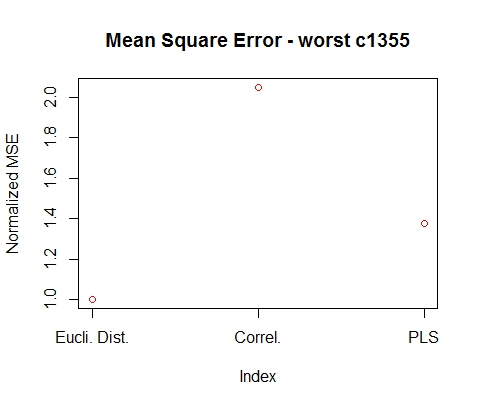 Mean Square Error - worst c1355
Normalized MSE
2.0
1.8
1.6
1.4
1.2
1.0
Eucli. Dist. Correl. PLS
Index